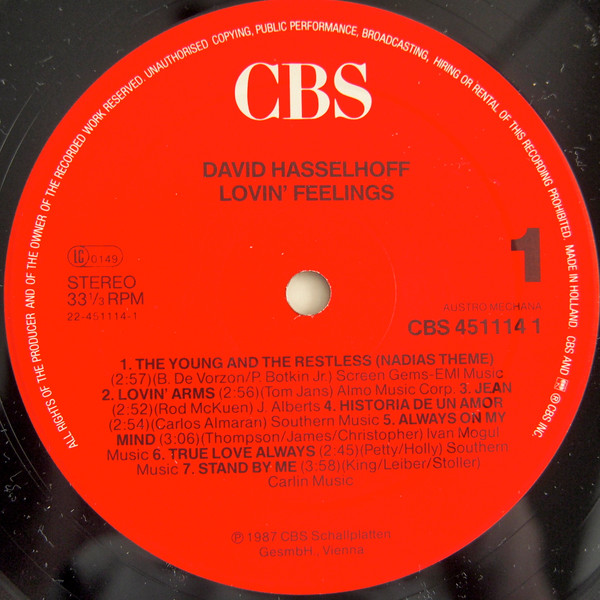 ALL RIGHTS OF THE PRODUCER AND OF THE OWNER OF THE RECORDED WORK RESERVED. UNAUTHORISED COPYING, PUBLIC PERFORMANCE, BROADCASTING, HIRING OR RENTAL OF THIS RECORDING PROHIBITED. MADE IN HOLLAND. CBS AND ® CBS INC.
CBS
DAVID HASSELHOFF
LOVIN' FEELINGS
LC 0149
1
STEREO
33 1/3 RPM
22-451114-1
AUSTRO MECHANA
CBS 451114 1
1. THE YOUNG AND THE RESTLESS (NADIAS THEME)
(2:57)(B. De Vorzon/P. Botkin Jr.) Screen Gems-EMI Music
2. LOVIN' ARMS (2:56)(Tom Jans) Almo Music Corp. 3. JEAN
(2:52)(Rod McKuen) J. Alberts 4. HISTORIA DE UN AMOR
(2:54)(Carlos Almaran) Southern Music 5. ALWAYS ON MY
MIND (3:06)(Thompson/James/Christopher) Ivan Mogul
Music 6. TRUE LOVE ALWAYS (2:45)(Petty/Holly) Southern
Music 7. STAND BY ME (3:58)(King/Leiber/Stoller)
Carlin Music
℗ 1987 CBS Schallplatten
GesmbH., Vienna